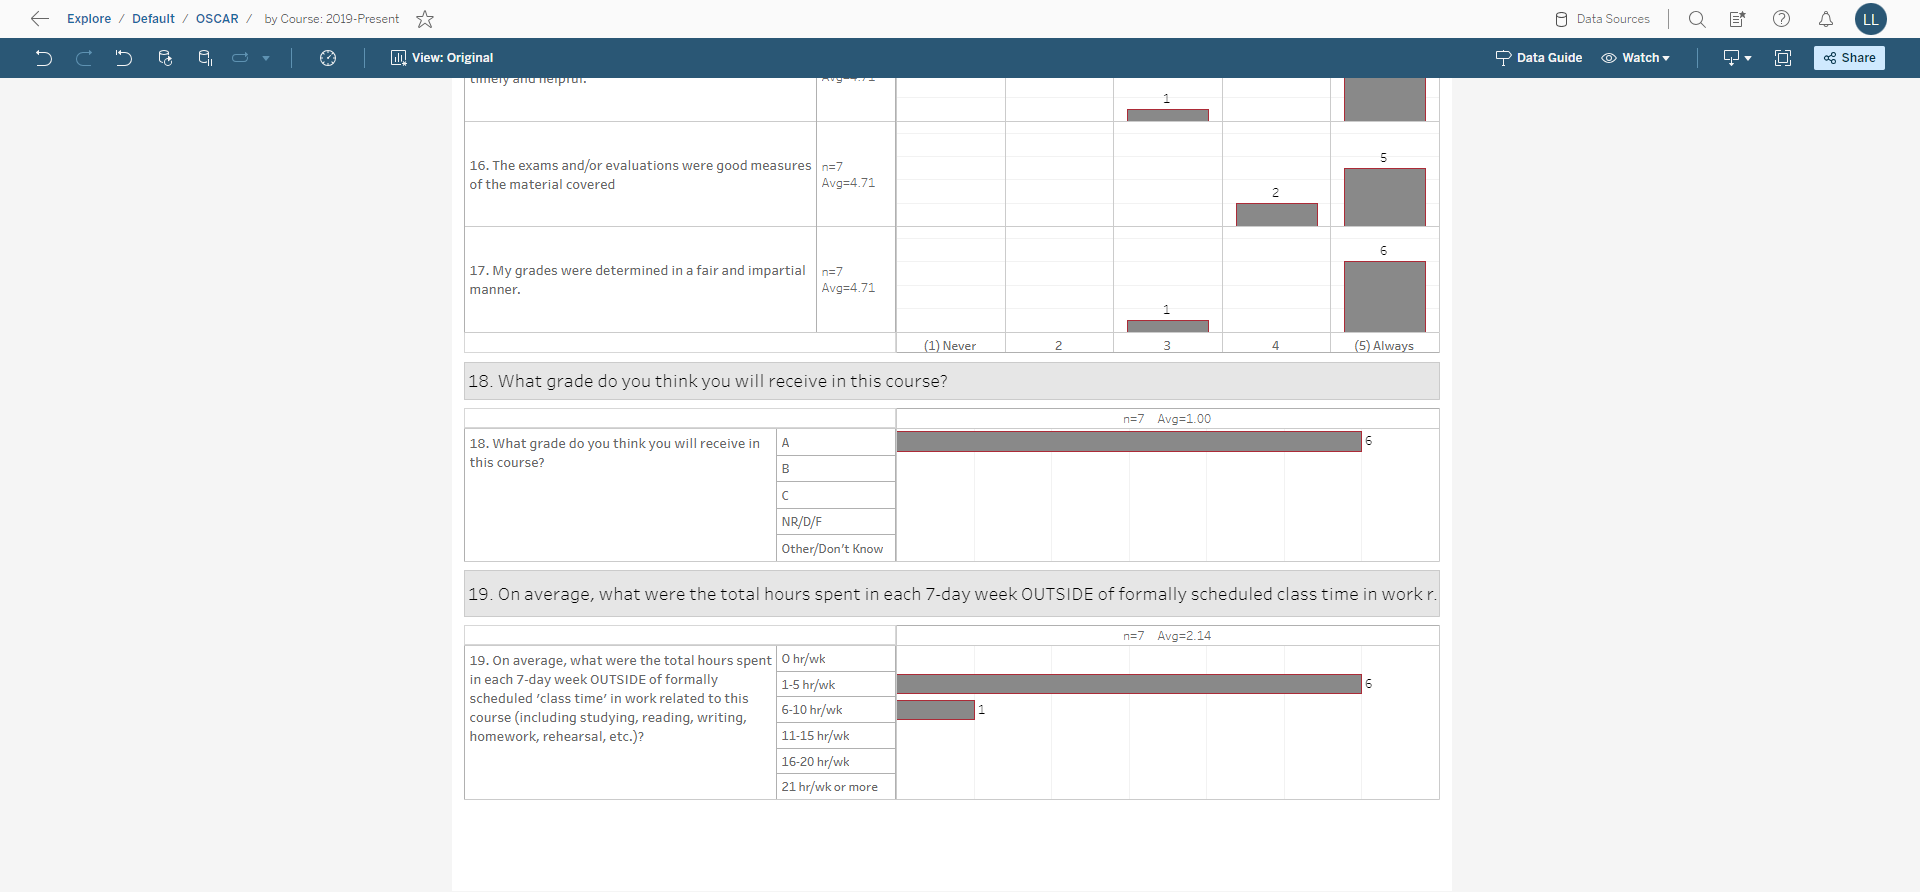 Explore / Default / OSCAR / by Course: 2019-Present
Data Sources
LL
View: Original
Data Guide
Watch
Share
timely and helpful.
Avg=4.71
1
16. The exams and/or evaluations were good measures
of the material covered
n=7
Avg=4.71
2
5
17. My grades were determined in a fair and impartial
manner.
n=7
Avg=4.71
1
6
(1) Never
2
3
4
(5) Always
18. What grade do you think you will receive in this course?
n=7 Avg=1.00
18. What grade do you think you will receive in
this course?
A
6
B
C
NR/D/F
Other/Don't Know
19. On average, what were the total hours spent in each 7-day week OUTSIDE of formally scheduled class time in work r.
n=7 Avg=2.14
19. On average, what were the total hours spent
in each 7-day week OUTSIDE of formally
scheduled 'class time' in work related to this
course (including studying, reading, writing,
homework, rehearsal, etc.)?
0 hr/wk
1-5 hr/wk
6
6-10 hr/wk
1
11-15 hr/wk
16-20 hr/wk
21 hr/wk or more